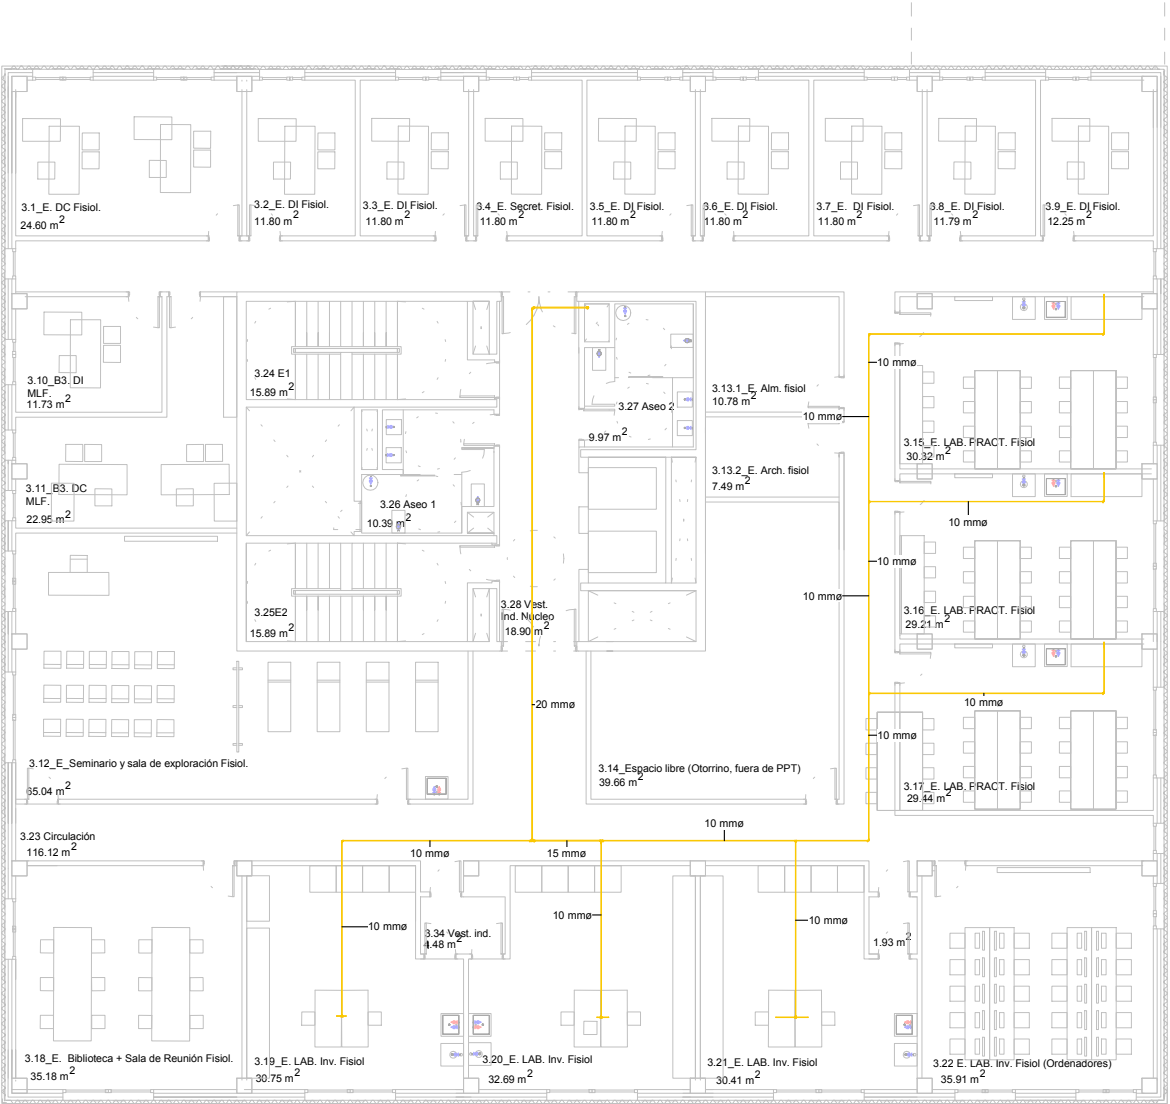 3.1_E. DC Fisiol.
24.60 m2
3.2_E. DI Fisiol.
11.80 m2
3.3_E. DI Fisiol.
11.80 m2
3.4_E. Secret. Fisiol.
11.80 m2
3.5_E. DI Fisiol.
11.80 m2
3.6_E. DI Fisiol.
11.80 m2
3.7_E. DI Fisiol.
11.80 m2
3.8_E. DI Fisiol.
11.79 m2
3.9_E. DI Fisiol.
12.25 m2
3.10_B3. DI
MLF.
11.73 m2
3.24 E1
15.89 m2
3.27 Aseo 2
9.97 m2
3.13.1_E. Alm. fisiol
10.78 m2
10 mmø
10 mmø
3.15_E. LAB. PRACT. Fisiol
30.32 m2
3.11_B3. DC
MLF.
22.95 m2
3.26 Aseo 1
10.39 m2
3.13.2_E. Arch. fisiol
7.49 m2
10 mmø
10 mmø
10 mmø
3.25E2
15.89 m2
3.28 Vest.
Ind. Núcleo
18.90 m2
3.16_E. LAB. PRACT. Fisiol
29.21 m2
20 mmø
10 mmø
10 mmø
3.12_E_Seminario y sala de exploración Fisiol.
65.04 m2
3.14_Espacio libre (Otorrino, fuera de PPT)
39.66 m2
3.17_E. LAB. PRACT. Fisiol
29.44 m2
3.23 Circulación
116.12 m2
10 mmø
15 mmø
10 mmø
10 mmø
10 mmø
10 mmø
3.34 Vest. ind.
4.48 m2
1.93 m2
3.18_E. Biblioteca + Sala de Reunión Fisiol.
35.18 m2
3.19_E. LAB. Inv. Fisiol
30.75 m2
3.20_E. LAB. Inv. Fisiol
32.69 m2
3.21_E. LAB. Inv. Fisiol
30.41 m2
3.22 E. LAB. Inv. Fisiol (Ordenadores)
35.91 m2